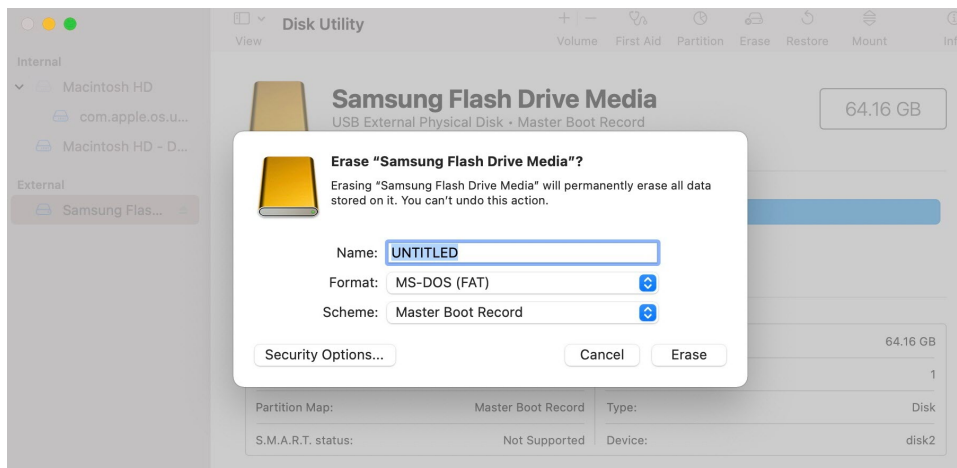 Disk Utility
View
Volume First Aid Partition Erase Restore Mount
Internal
Macintosh HD
com.apple.os.u...
Macintosh HD - D...
External
Samsung Flas...
Samsung Flash Drive Media
USB External Physical Disk • Master Boot Record
64.16 GB
Erase “Samsung Flash Drive Media”?
Erasing “Samsung Flash Drive Media” will permanently erase all data
stored on it. You can’t undo this action.
Name: UNTITLED
Format: MS-DOS (FAT)
Scheme: Master Boot Record
Security Options... Cancel Erase
64.16 GB
1
Partition Map: Master Boot Record Type: Disk
S.M.A.R.T. status: Not Supported Device: disk2